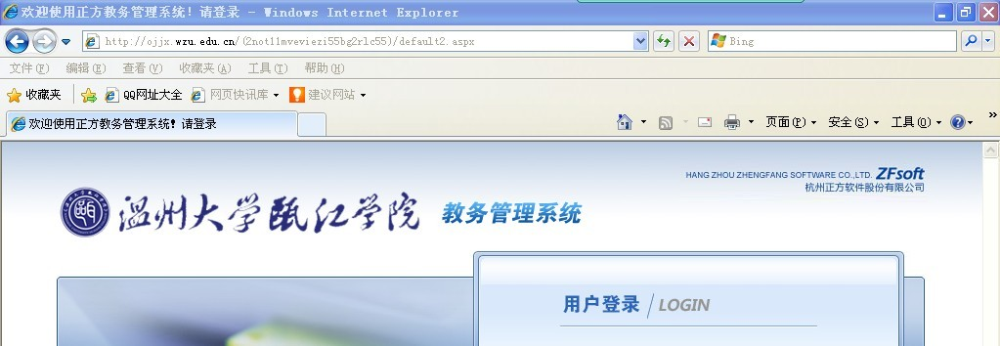 欢迎使用正方教务管理系统！请登录 - Windows Internet Explorer
http://ojjx.wzu.edu.cn/(2not11mveviezi55bg2rlc55)/default2.aspx
Bing
文件(F) 编辑(E) 查看(V) 收藏夹(A) 工具(T) 帮助(H)
收藏夹 QQ网址大全 网页快讯库 建议网站
欢迎使用正方教务管理系统！请登录 页面(P) 安全(S) 工具(O) »
HANG ZHOU ZHENGFANG SOFTWARE CO.,LTD. ZFsoft
杭州正方软件股份有限公司
温州大学瓯江学院 教务管理系统
用户登录 LOGIN